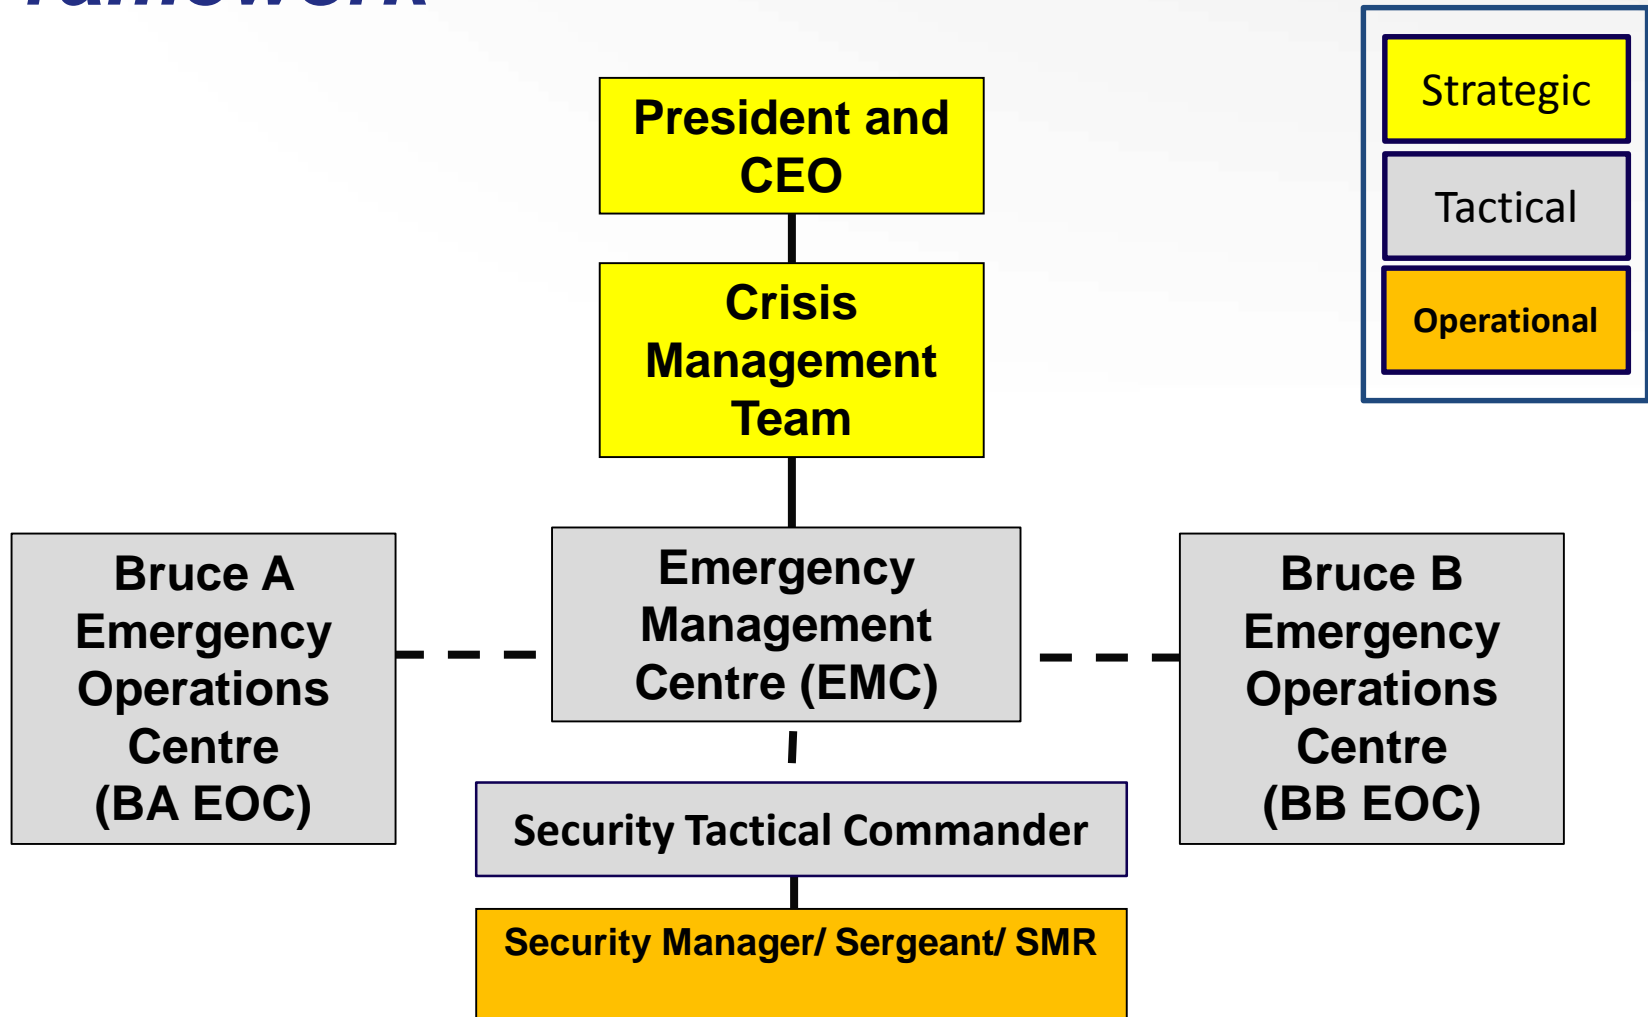 Strategic
Tactical
Operational
President and
CEO
Crisis
Management
Team
Bruce A
Emergency
Operations
Centre
(BA EOC)
Emergency
Management
Centre (EMC)
Bruce B
Emergency
Operations
Centre
(BB EOC)
Security Tactical Commander
Security Manager/ Sergeant/ SMR